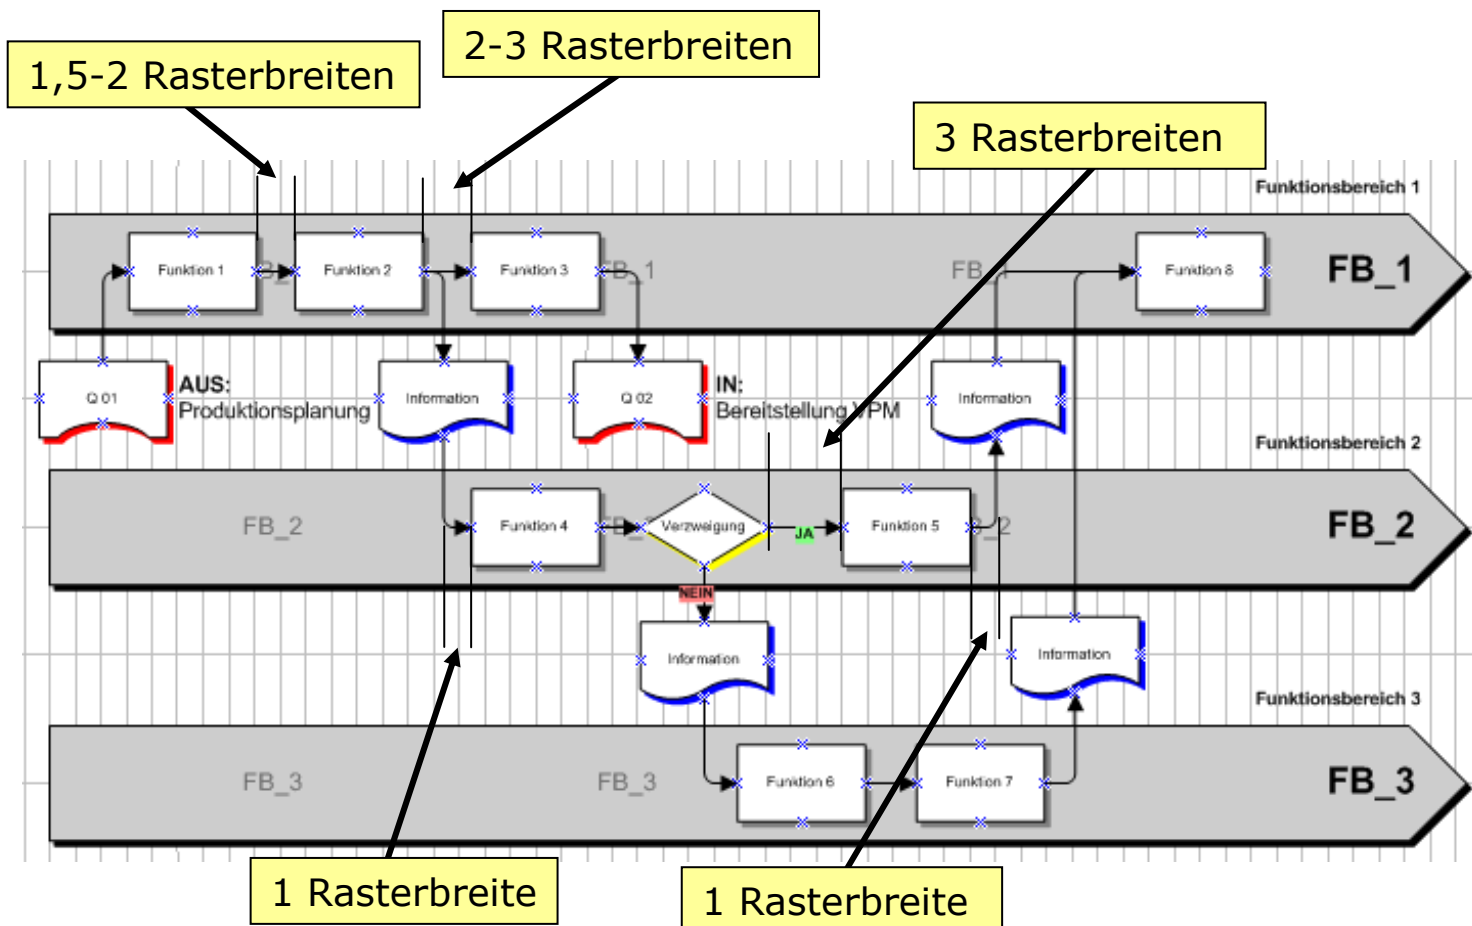 2-3 Rasterbreiten
1,5-2 Rasterbreiten
3 Rasterbreiten
Funktionsbereich 1
Funktion 1
Funktion 2
Funktion 3
FB_1
FB_1
Funktion 8
FB_1
Q 01
AUS:
Produktionsplanung
Information
Q 02
IN:
Bereitstellung VPM
Information
Funktionsbereich 2
FB_2
Funktion 4
Verzweigung
JA
Funktion 5
FB_2
NEIN
Information
Information
Funktionsbereich 3
FB_3
FB_3
Funktion 6
Funktion 7
FB_3
1 Rasterbreite
1 Rasterbreite